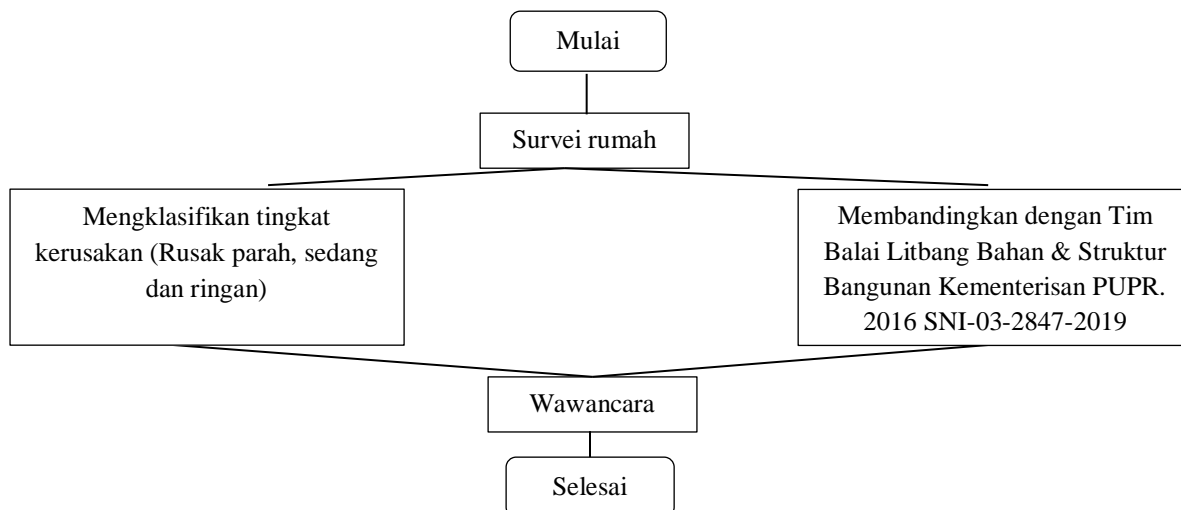 Mulai
Survei rumah
Mengklasifikan tingkat
kerusakan (Rusak parah, sedang
dan ringan)
Membandingkan dengan Tim
Balai Litbang Bahan & Struktur
Bangunan Kementerisan PUPR.
2016 SNI-03-2847-2019
Wawancara
Selesai